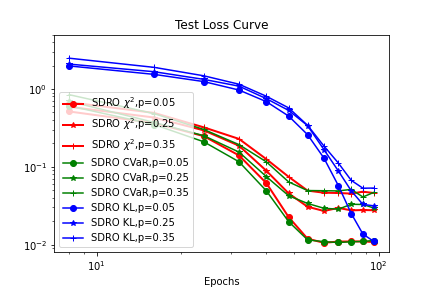 Test Loss Curve
10⁰
10⁻¹
10⁻²
SDRO χ²,p=0.05
SDRO χ²,p=0.25
SDRO χ²,p=0.35
SDRO CVaR,p=0.05
SDRO CVaR,p=0.25
SDRO CVaR,p=0.35
SDRO KL,p=0.05
SDRO KL,p=0.25
SDRO KL,p=0.35
10¹ 10²
Epochs